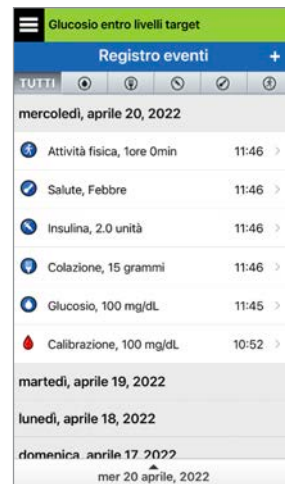 Glucosio entro livelli target
Registro eventi +
TUTTI
mercoledì, aprile 20, 2022
Attività fisica, 1ore 0min 11:46
Salute, Febbre 11:46
Insulina, 2.0 unità 11:46
Colazione, 15 grammi 11:46
Glucosio, 100 mg/dL 11:45
Calibrazione, 100 mg/dL 10:52
martedì, aprile 19, 2022
lunedì, aprile 18, 2022
domenica, aprile 17, 2022
mer 20 aprile, 2022